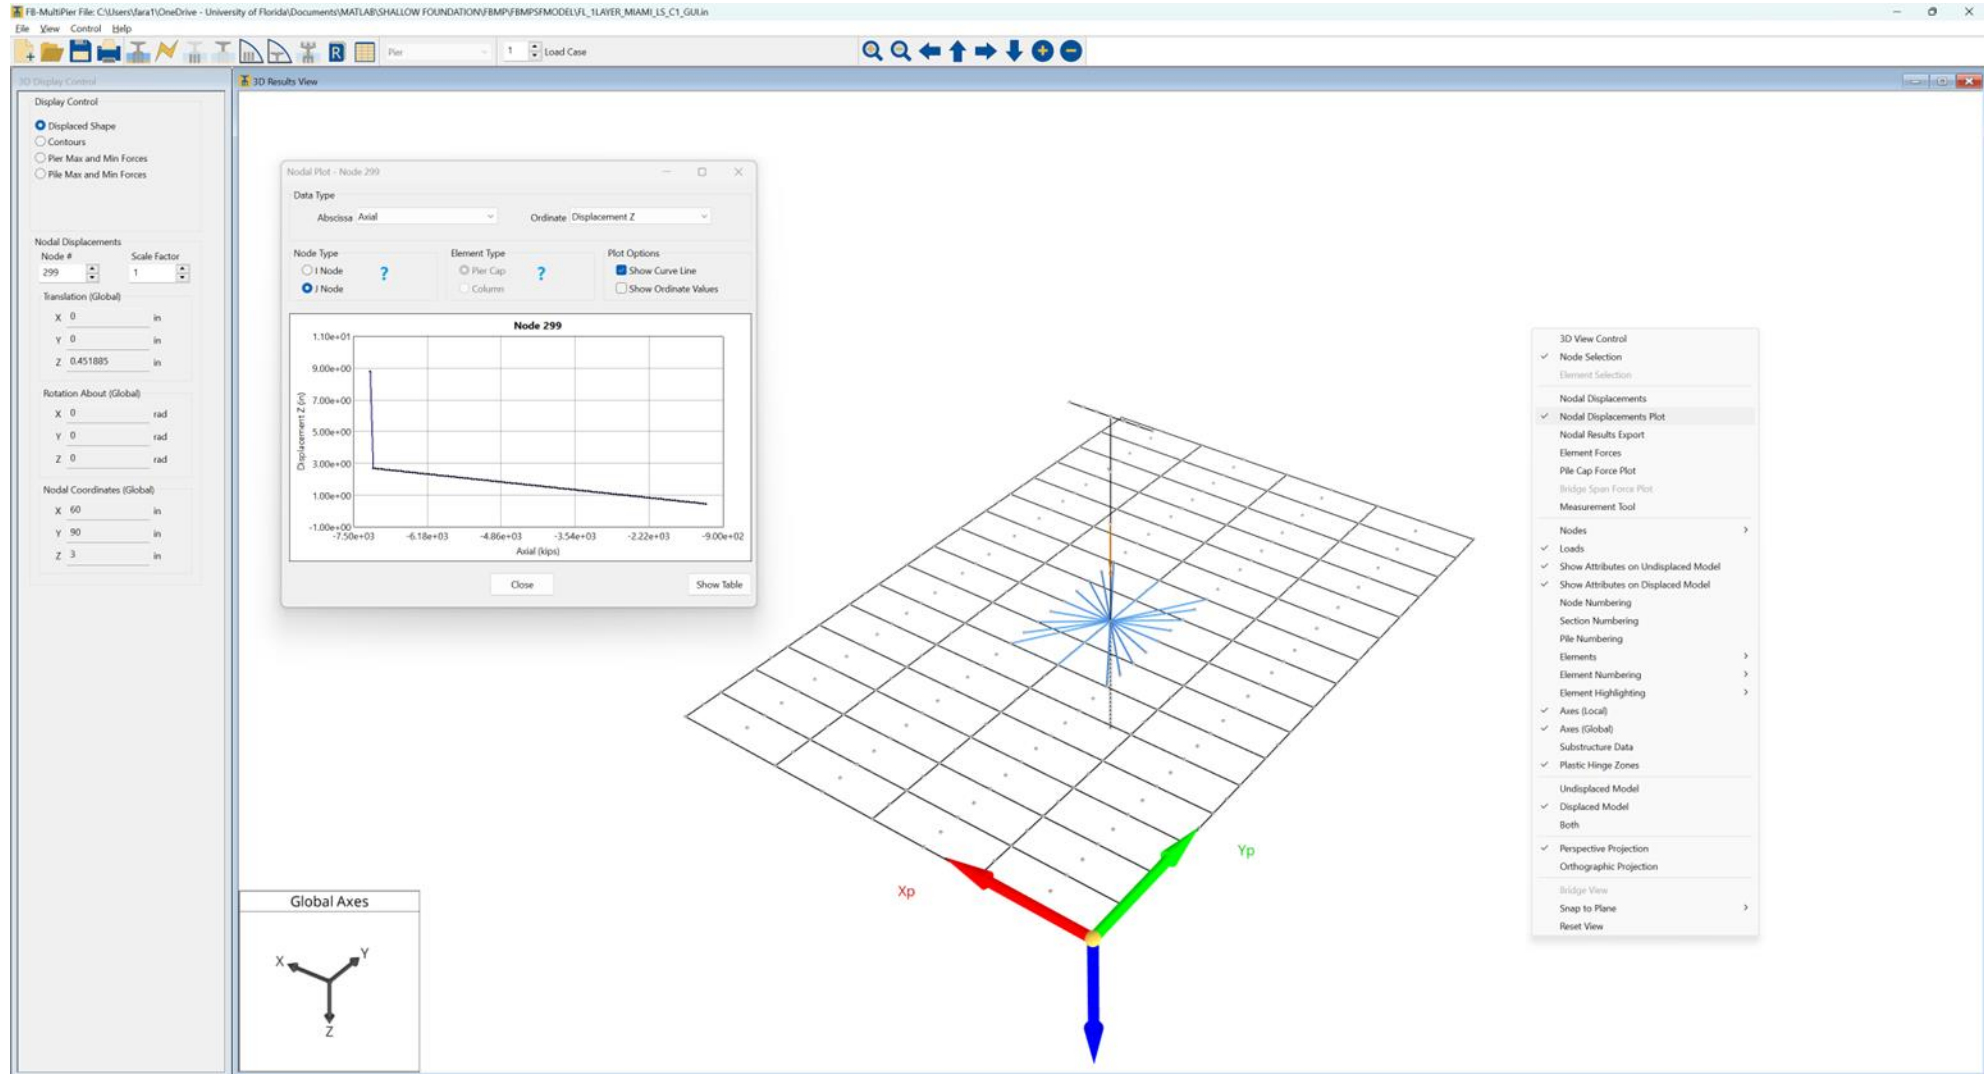 FB-MultiPier File: C:\Users\fara1\OneDrive - University of Florida\Documents\MATLAB\SHALLOW FOUNDATION\FBMP\FBMPSFMODEL\FL_1LAYER_MIAMI_LS_C1_GUI.in
File View Control Help
R Pier 1 Load Case
3D Display Control
3D Results View
Display Control
Displaced Shape
Contours
Pier Max and Min Forces
Pile Max and Min Forces
Nodal Displacements
Node # Scale Factor
299 1
Translation (Global)
X 0 in
Y 0 in
Z 0.451885 in
Rotation About (Global)
X 0 rad
Y 0 rad
Z 0 rad
Nodal Coordinates (Global)
X 60 in
Y 90 in
Z 3 in
Nodal Plot - Node 299
Data Type
Abscissa Axial Ordinate Displacement Z
Node Type Element Type Plot Options
I Node ? Pier Cap ? Show Curve Line
J Node Column Show Ordinate Values
Node 299
1.10e+01
9.00e+00
7.00e+00
5.00e+00
3.00e+00
1.00e+00
-1.00e+00
Displacement Z (in)
-7.50e+03 -6.18e+03 -4.86e+03 -3.54e+03 -2.22e+03 -9.00e+02
Axial (kips)
Close Show Table
3D View Control
Node Selection
Element Selection
Nodal Displacements
Nodal Displacements Plot
Nodal Results Export
Element Forces
Pile Cap Force Plot
Bridge Span Force Plot
Measurement Tool
Nodes
Loads
Show Attributes on Undisplaced Model
Show Attributes on Displaced Model
Node Numbering
Section Numbering
Pile Numbering
Elements
Element Numbering
Element Highlighting
Axes (Local)
Axes (Global)
Substructure Data
Plastic Hinge Zones
Undisplaced Model
Displaced Model
Both
Perspective Projection
Orthographic Projection
Bridge View
Snap to Plane
Reset View
Xp
Yp
Global Axes
X
Y
Z